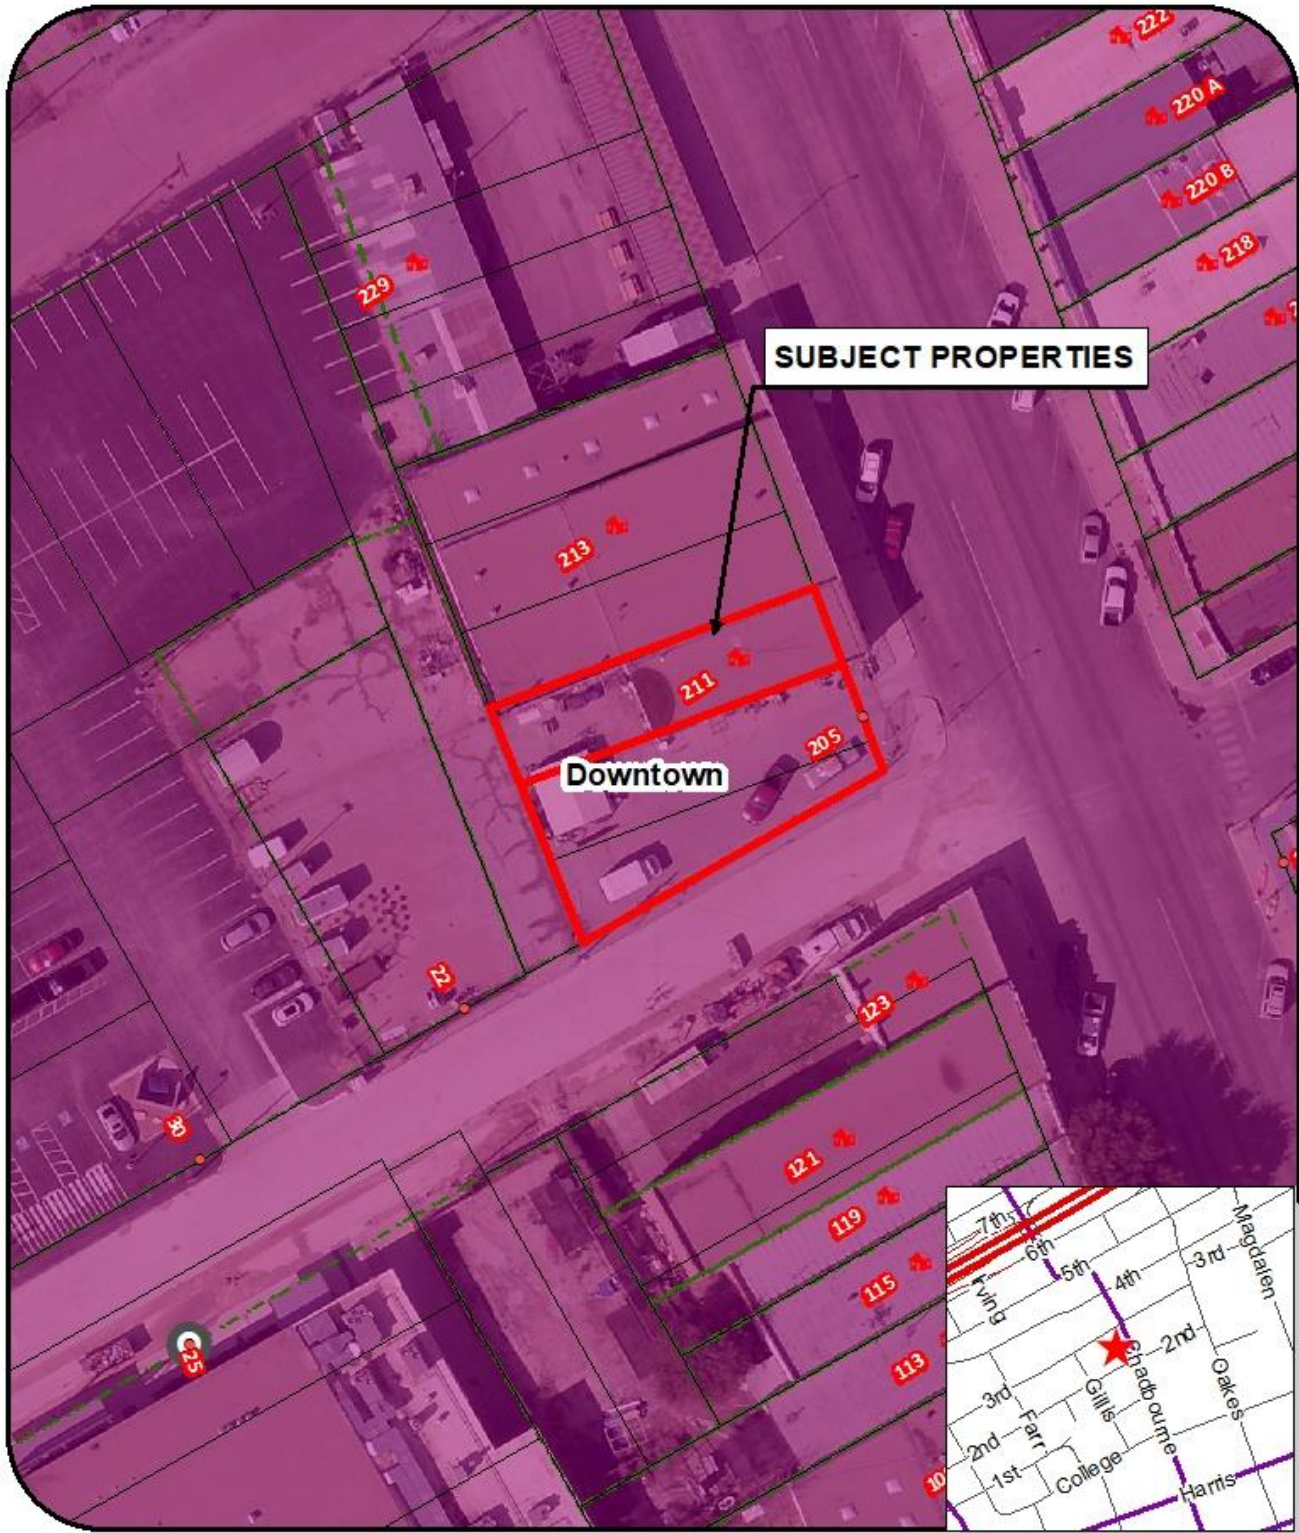 222
220 A
220 B
218
229
SUBJECT PROPERTIES
213
211
205
Downtown
22
123
30
121
119
115
25
113
7th
6th
5th
4th
3rd
Magdalen
Irving
2nd
Chadbourne
Oakes
Gillis
3rd
Farr
2nd
1st
College
Harris